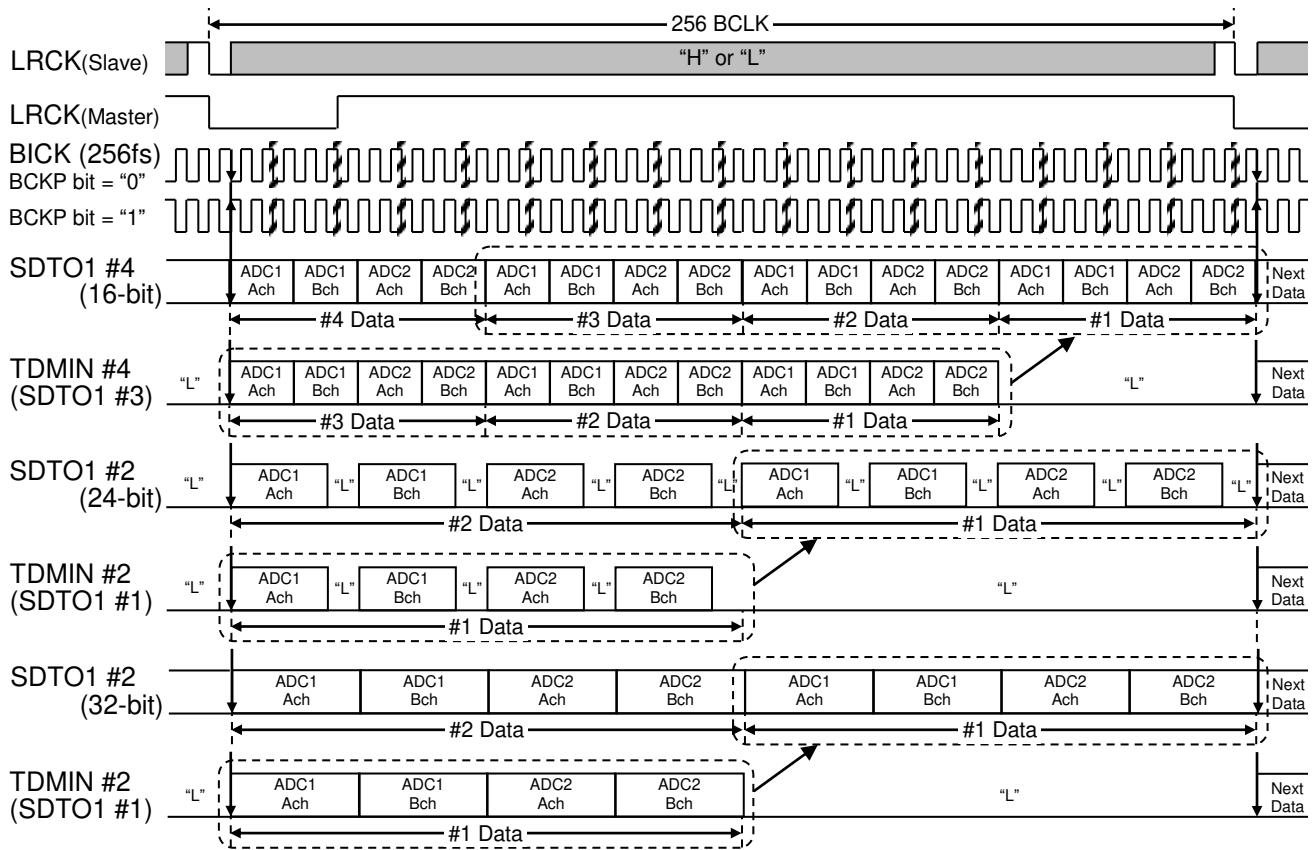 256 BCLK
LRCK(Slave)
“H” or “L”
LRCK(Master)
BICK (256fs)
BCKP bit = “0”
BCKP bit = “1”
SDTO1 #4
(16-bit)
ADC1 Ach ADC1 Bch ADC2 Ach ADC2 Bch ADC1 Ach ADC1 Bch ADC2 Ach ADC2 Bch ADC1 Ach ADC1 Bch ADC2 Ach ADC2 Bch ADC1 Ach ADC1 Bch ADC2 Ach ADC2 Bch Next Data
#4 Data #3 Data #2 Data #1 Data
TDMIN #4
(SDTO1 #3)
“L” ADC1 Ach ADC1 Bch ADC2 Ach ADC2 Bch ADC1 Ach ADC1 Bch ADC2 Ach ADC2 Bch ADC1 Ach ADC1 Bch ADC2 Ach ADC2 Bch “L” Next Data
#3 Data #2 Data #1 Data
SDTO1 #2
(24-bit)
“L” ADC1 Ach “L” ADC1 Bch “L” ADC2 Ach “L” ADC2 Bch “L” ADC1 Ach “L” ADC1 Bch “L” ADC2 Ach “L” ADC2 Bch “L” Next Data
#2 Data #1 Data
TDMIN #2
(SDTO1 #1)
“L” ADC1 Ach “L” ADC1 Bch “L” ADC2 Ach “L” ADC2 Bch “L” Next Data
#1 Data
SDTO1 #2
(32-bit)
ADC1 Ach ADC1 Bch ADC2 Ach ADC2 Bch ADC1 Ach ADC1 Bch ADC2 Ach ADC2 Bch Next Data
#2 Data #1 Data
TDMIN #2
(SDTO1 #1)
“L” ADC1 Ach ADC1 Bch ADC2 Ach ADC2 Bch “L” Next Data
#1 Data